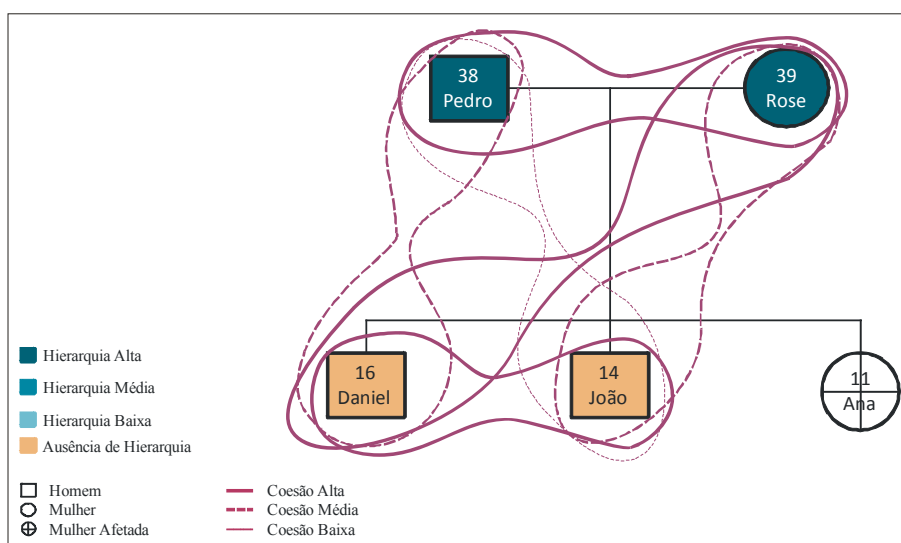 38
Pedro
39
Rose
16
Daniel
14
João
11
Ana
Hierarquia Alta
Hierarquia Média
Hierarquia Baixa
Ausência de Hierarquia
Homem
Mulher
Mulher Afetada
Coesão Alta
Coesão Média
Coesão Baixa